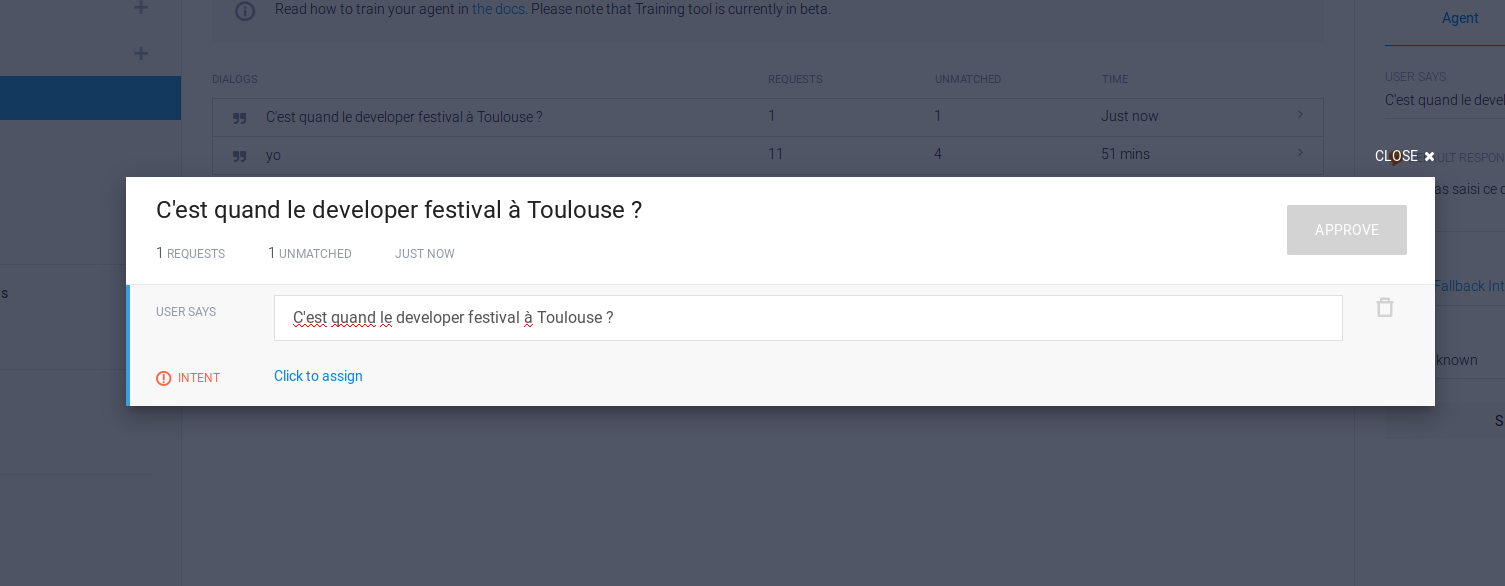 Read how to train your agent in the docs. Please note that Training tool is currently in beta.
Agent
DIALOGS REQUESTS UNMATCHED TIME
USER SAYS
C'est quand le devel
C'est quand le developer festival à Toulouse ? 1 1 Just now
yo 11 4 51 mins
CLOSE
ULT RESPON
as saisi ce
C'est quand le developer festival à Toulouse ?
APPROVE
1 REQUESTS 1 UNMATCHED JUST NOW
Fallback Int
s
USER SAYS
C'est quand le developer festival à Toulouse ?
known
INTENT
Click to assign
S